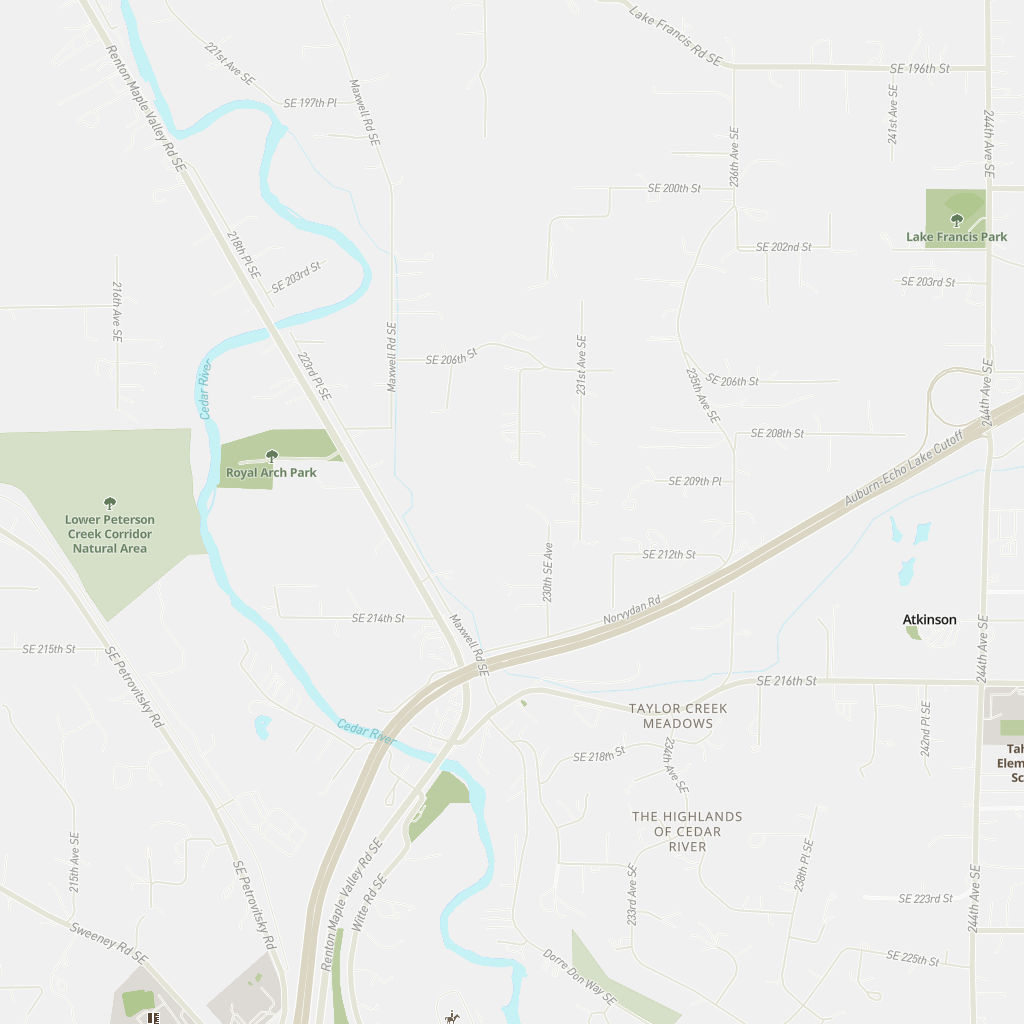 Lake Francis Rd SE
221st Ave SE
Renton Maple Valley Rd SE
SE 197th Pl
Maxwell Rd SE
SE 196th St
241st Ave SE
244th Ave SE
236th Ave SE
SE 200th St
Lake Francis Park
218th Pl SE
SE 203rd St
SE 202nd St
SE 203rd St
216th Ave SE
Maxwell Rd SE
223rd Pl SE
SE 206th St
231st Ave SE
Cedar River
235th Ave SE
SE 206th St
244th Ave SE
SE 208th St
Auburn-Echo Lake Cutoff
Royal Arch Park
SE 209th Pl
Lower Peterson
Creek Corridor
Natural Area
SE 212th St
230th SE Ave
Norvydan Rd
SE 214th St
Maxwell Rd SE
Atkinson
244th Ave SE
SE 215th St
SE Petrovitsky Rd
SE 216th St
TAYLOR CREEK
MEADOWS
242nd Pl SE
Cedar River
SE 218th St
234th Ave SE
Tah
Elem
Sc
THE HIGHLANDS
OF CEDAR
RIVER
215th Ave SE
SE Petrovitsky Rd
Renton Maple Valley Rd SE
Witte Rd SE
233rd Ave SE
238th Pl SE
SE 223rd St
244th Ave SE
Sweeney Rd SE
Dorre Don Way SE
SE 225th St